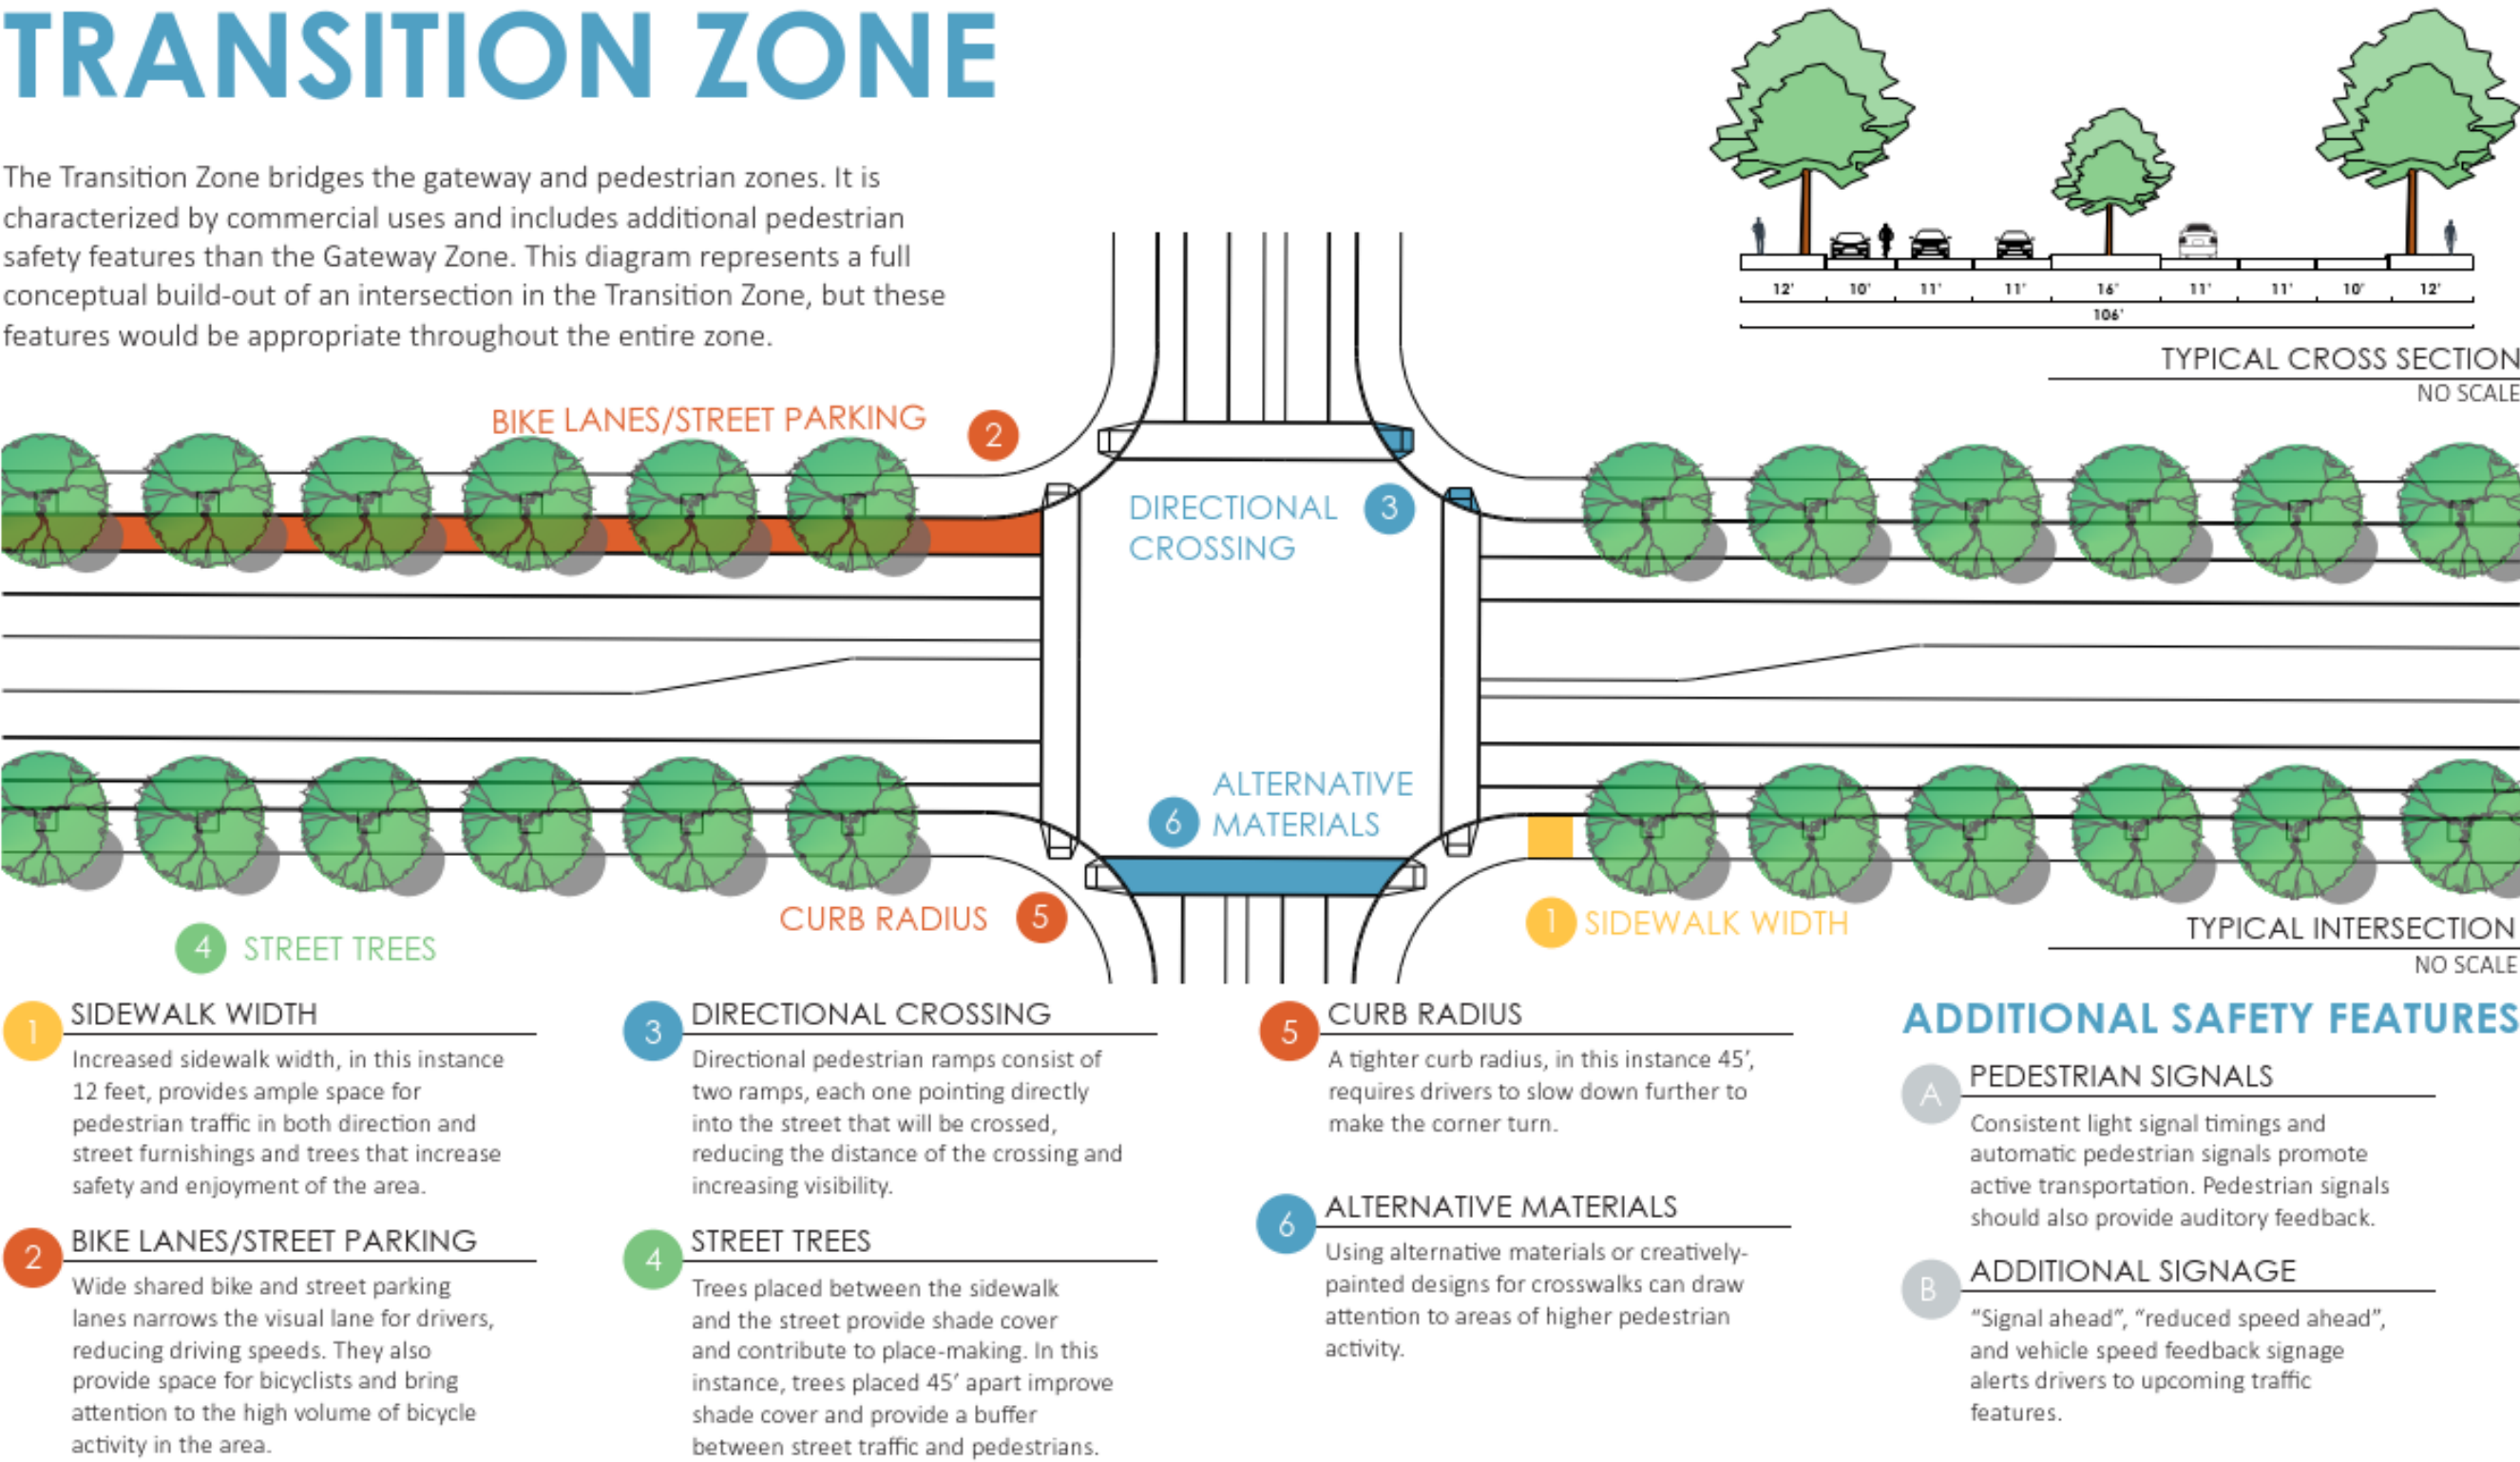 TRANSITION ZONE
The Transition Zone bridges the gateway and pedestrian zones. It is
characterized by commercial uses and includes additional pedestrian
safety features than the Gateway Zone. This diagram represents a full
conceptual build-out of an intersection in the Transition Zone, but these
features would be appropriate throughout the entire zone.
12' 10' 11' 11' 16' 11' 11' 10' 12'
106'
TYPICAL CROSS SECTION
NO SCALE
BIKE LANES/STREET PARKING
2
DIRECTIONAL
CROSSING
3
ALTERNATIVE
MATERIALS
6
CURB RADIUS
5
1
SIDEWALK WIDTH
4
STREET TREES
TYPICAL INTERSECTION
NO SCALE
1
SIDEWALK WIDTH
Increased sidewalk width, in this instance
12 feet, provides ample space for
pedestrian traffic in both direction and
street furnishings and trees that increase
safety and enjoyment of the area.
2
BIKE LANES/STREET PARKING
Wide shared bike and street parking
lanes narrows the visual lane for drivers,
reducing driving speeds. They also
provide space for bicyclists and bring
attention to the high volume of bicycle
activity in the area.
3
DIRECTIONAL CROSSING
Directional pedestrian ramps consist of
two ramps, each one pointing directly
into the street that will be crossed,
reducing the distance of the crossing and
increasing visibility.
4
STREET TREES
Trees placed between the sidewalk
and the street provide shade cover
and contribute to place-making. In this
instance, trees placed 45’ apart improve
shade cover and provide a buffer
between street traffic and pedestrians.
5
CURB RADIUS
A tighter curb radius, in this instance 45’,
requires drivers to slow down further to
make the corner turn.
6
ALTERNATIVE MATERIALS
Using alternative materials or creatively-
painted designs for crosswalks can draw
attention to areas of higher pedestrian
activity.
ADDITIONAL SAFETY FEATURES
A
PEDESTRIAN SIGNALS
Consistent light signal timings and
automatic pedestrian signals promote
active transportation. Pedestrian signals
should also provide auditory feedback.
B
ADDITIONAL SIGNAGE
“Signal ahead”, “reduced speed ahead”,
and vehicle speed feedback signage
alerts drivers to upcoming traffic
features.